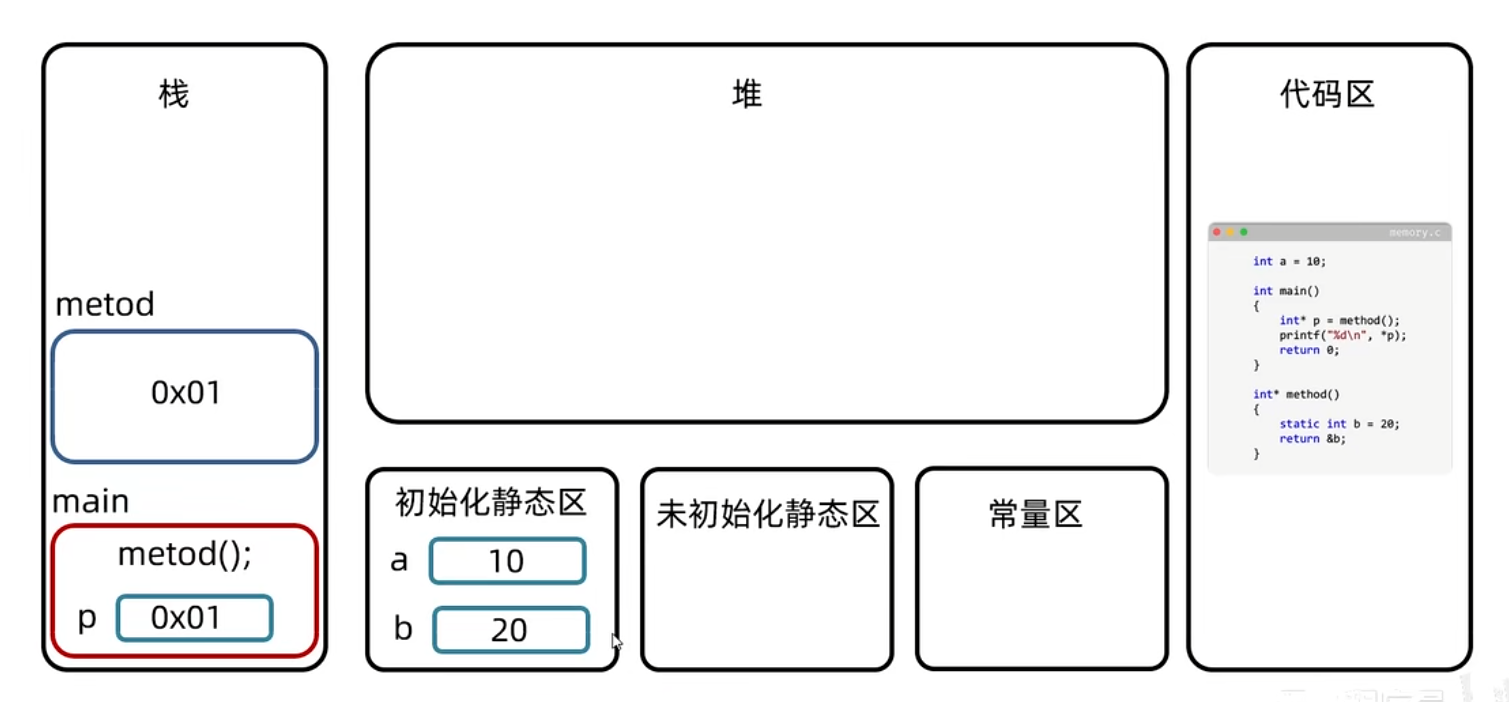 栈
metod
0x01
main
metod();
p 0x01
堆
初始化静态区
a 10
b 20
未初始化静态区
常量区
代码区
memory.c
int a = 10;
int main()
{
int* p = method();
printf("%d\n", *p);
return 0;
}
int* method()
{
static int b = 20;
return &b;
}